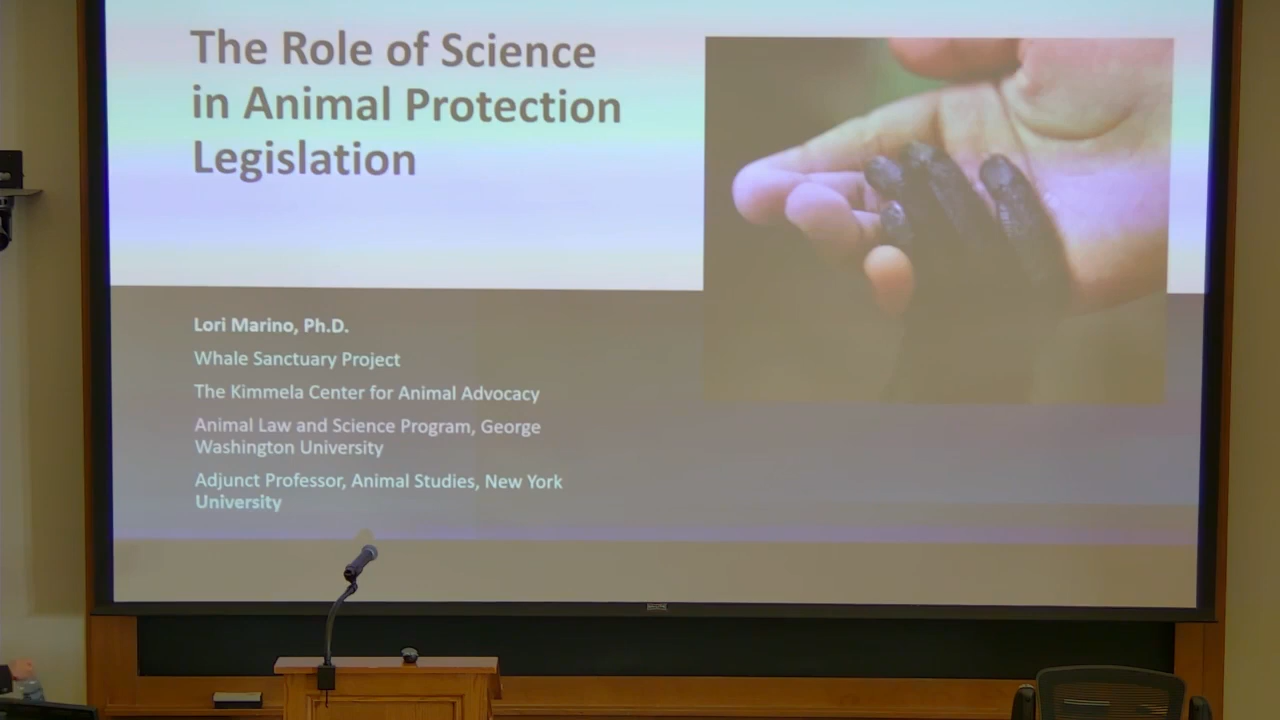 The Role of Science
in Animal Protection
Legislation
Lori Marino, Ph.D.
Whale Sanctuary Project
The Kimmela Center for Animal Advocacy
Animal Law and Science Program, George
Washington University
Adjunct Professor, Animal Studies, New York
University